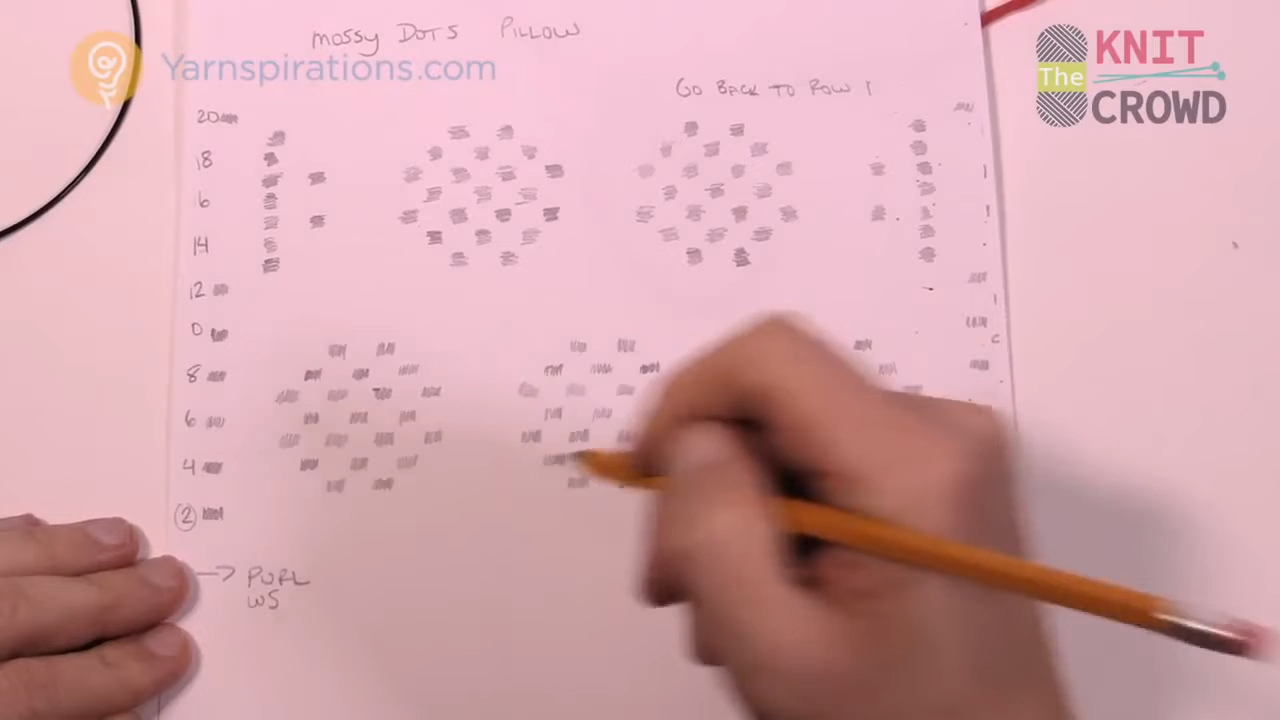 mossy DOTS PILLOW
Yarnspirations.com
The KNIT CROWD
GO BACK TO ROW 1
20
18
6
14
12
0
8
6
4
2
→ PURL
WS